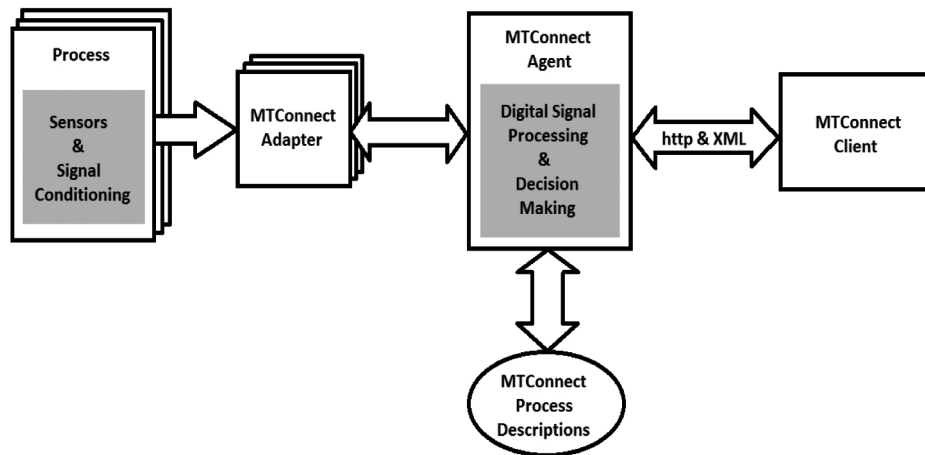 Process
Sensors
&
Signal
Conditioning
MTConnect
Adapter
MTConnect
Agent
Digital Signal
Processing
&
Decision
Making
http & XML
MTConnect
Client
MTConnect
Process
Descriptions